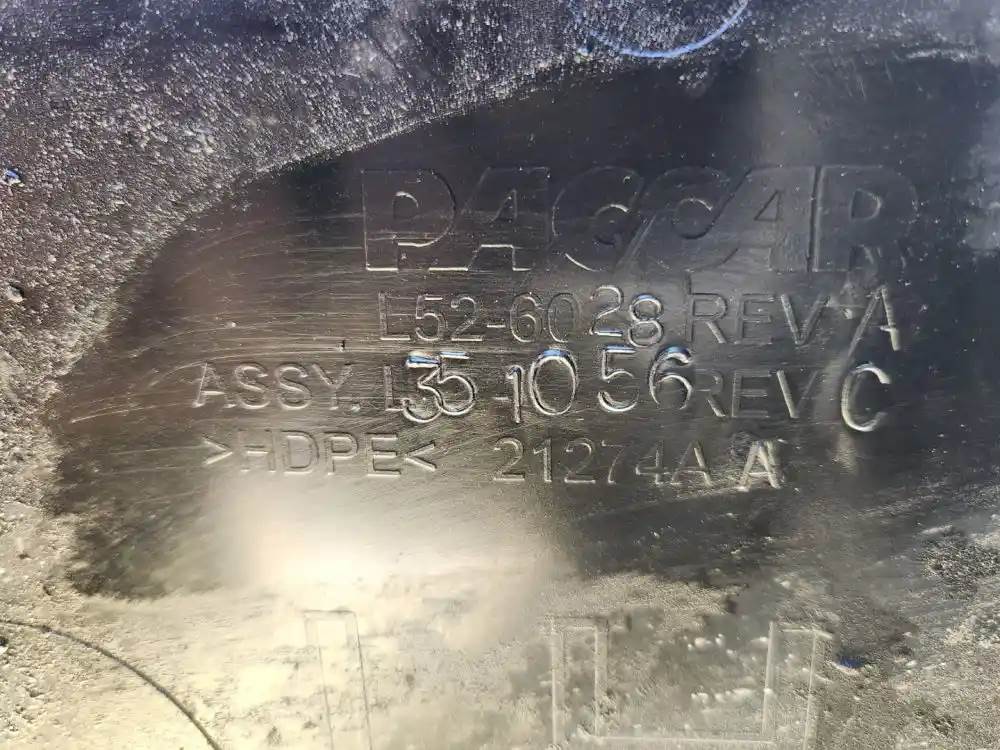 PACCAR
L52-6028 REV A
ASSY. L35-1056 REV C
>HDPE< 21274A A